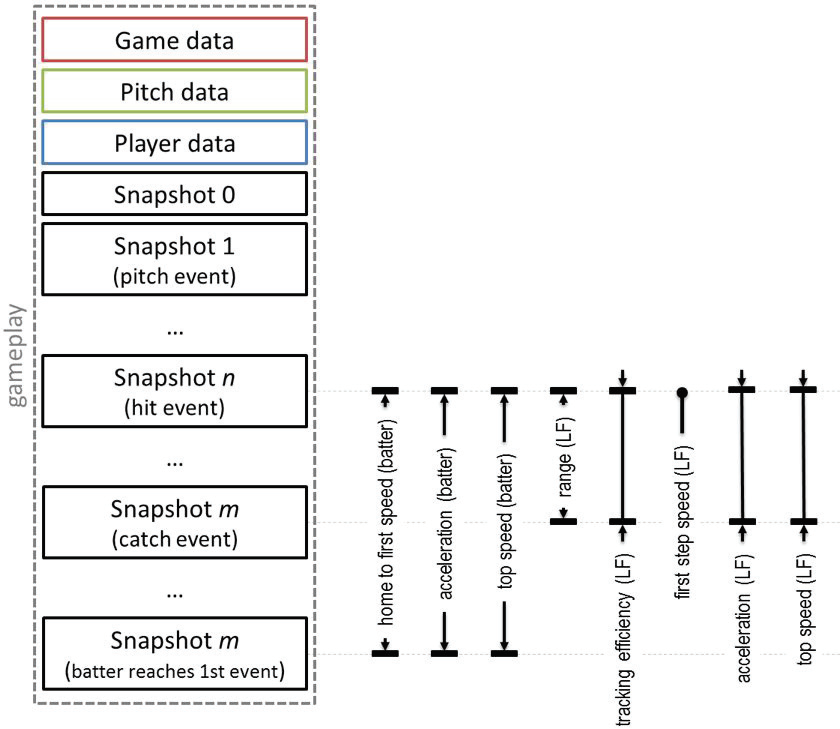 Game data
Pitch data
Player data
Snapshot 0
Snapshot 1
(pitch event)
...
Snapshot n
(hit event)
...
Snapshot m
(catch event)
...
Snapshot m
(batter reaches 1st event)
gameplay
home to first speed (batter)
acceleration (batter)
top speed (batter)
range (LF)
tracking efficiency (LF)
first step speed (LF)
acceleration (LF)
top speed (LF)